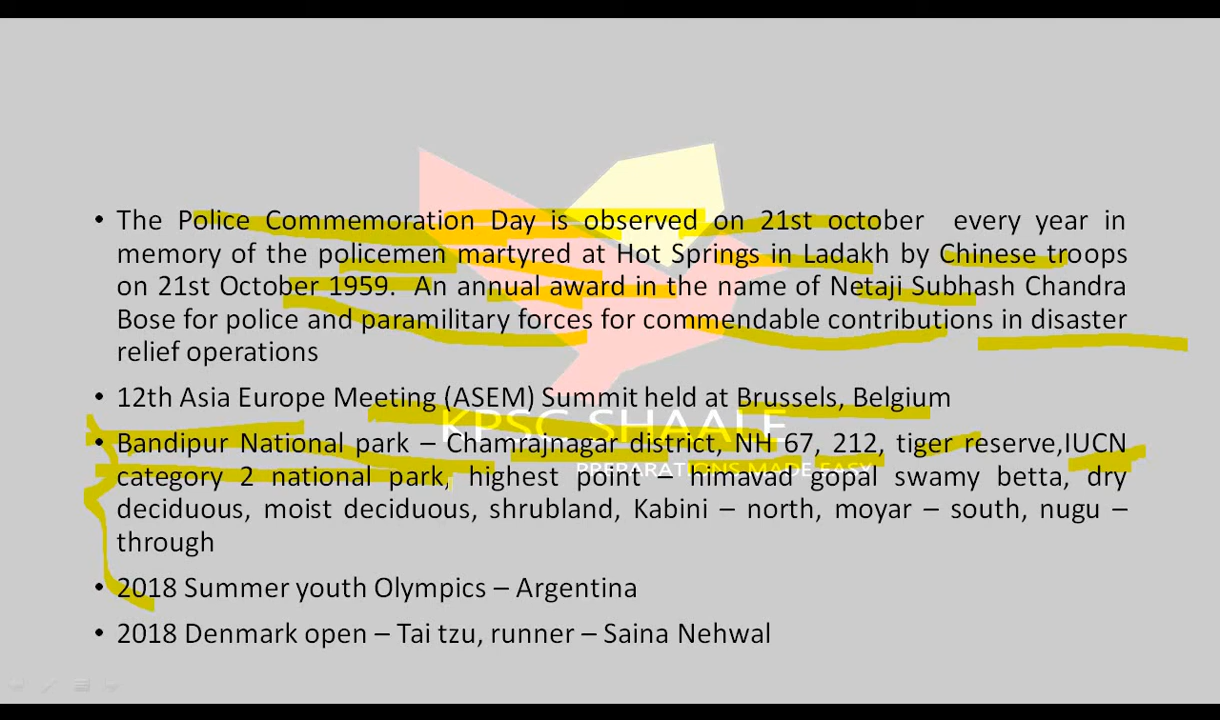 • The Police Commemoration Day is observed on 21st october every year in
memory of the policemen martyred at Hot Springs in Ladakh by Chinese troops
on 21st October 1959. An annual award in the name of Netaji Subhash Chandra
Bose for police and paramilitary forces for commendable contributions in disaster
relief operations
• 12th Asia Europe Meeting (ASEM) Summit held at Brussels, Belgium
KPSC SHAALE
• Bandipur National park – Chamrajnagar district, NH 67, 212, tiger reserve,IUCN
PREPARATIONS MADE EASY
category 2 national park, highest point – himavad gopal swamy betta, dry
deciduous, moist deciduous, shrubland, Kabini – north, moyar – south, nugu –
through
• 2018 Summer youth Olympics – Argentina
• 2018 Denmark open – Tai tzu, runner – Saina Nehwal